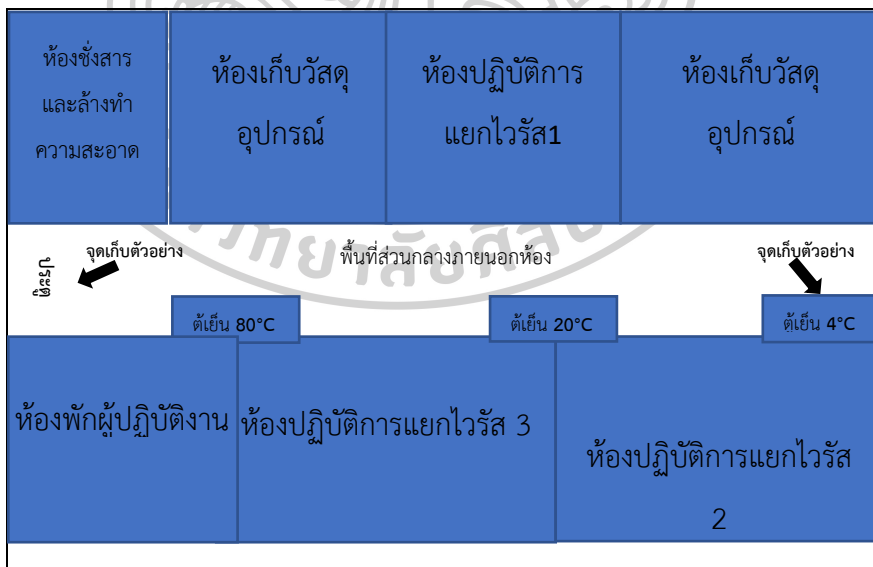 ห้องชั่งสาร
และล้างทำ
ความสะอาด
ห้องเก็บวัสดุ
อุปกรณ์
ห้องปฏิบัติการ
แยกไวรัส1
ห้องเก็บวัสดุ
อุปกรณ์
ประตู
จุดเก็บตัวอย่าง
พื้นที่ส่วนกลางภายนอกห้อง
จุดเก็บตัวอย่าง
ตู้เย็น 80°C
ตู้เย็น 20°C
ตู้เย็น 4°C
ห้องพักผู้ปฏิบัติงาน
ห้องปฏิบัติการแยกไวรัส 3
ห้องปฏิบัติการแยกไวรัส
2